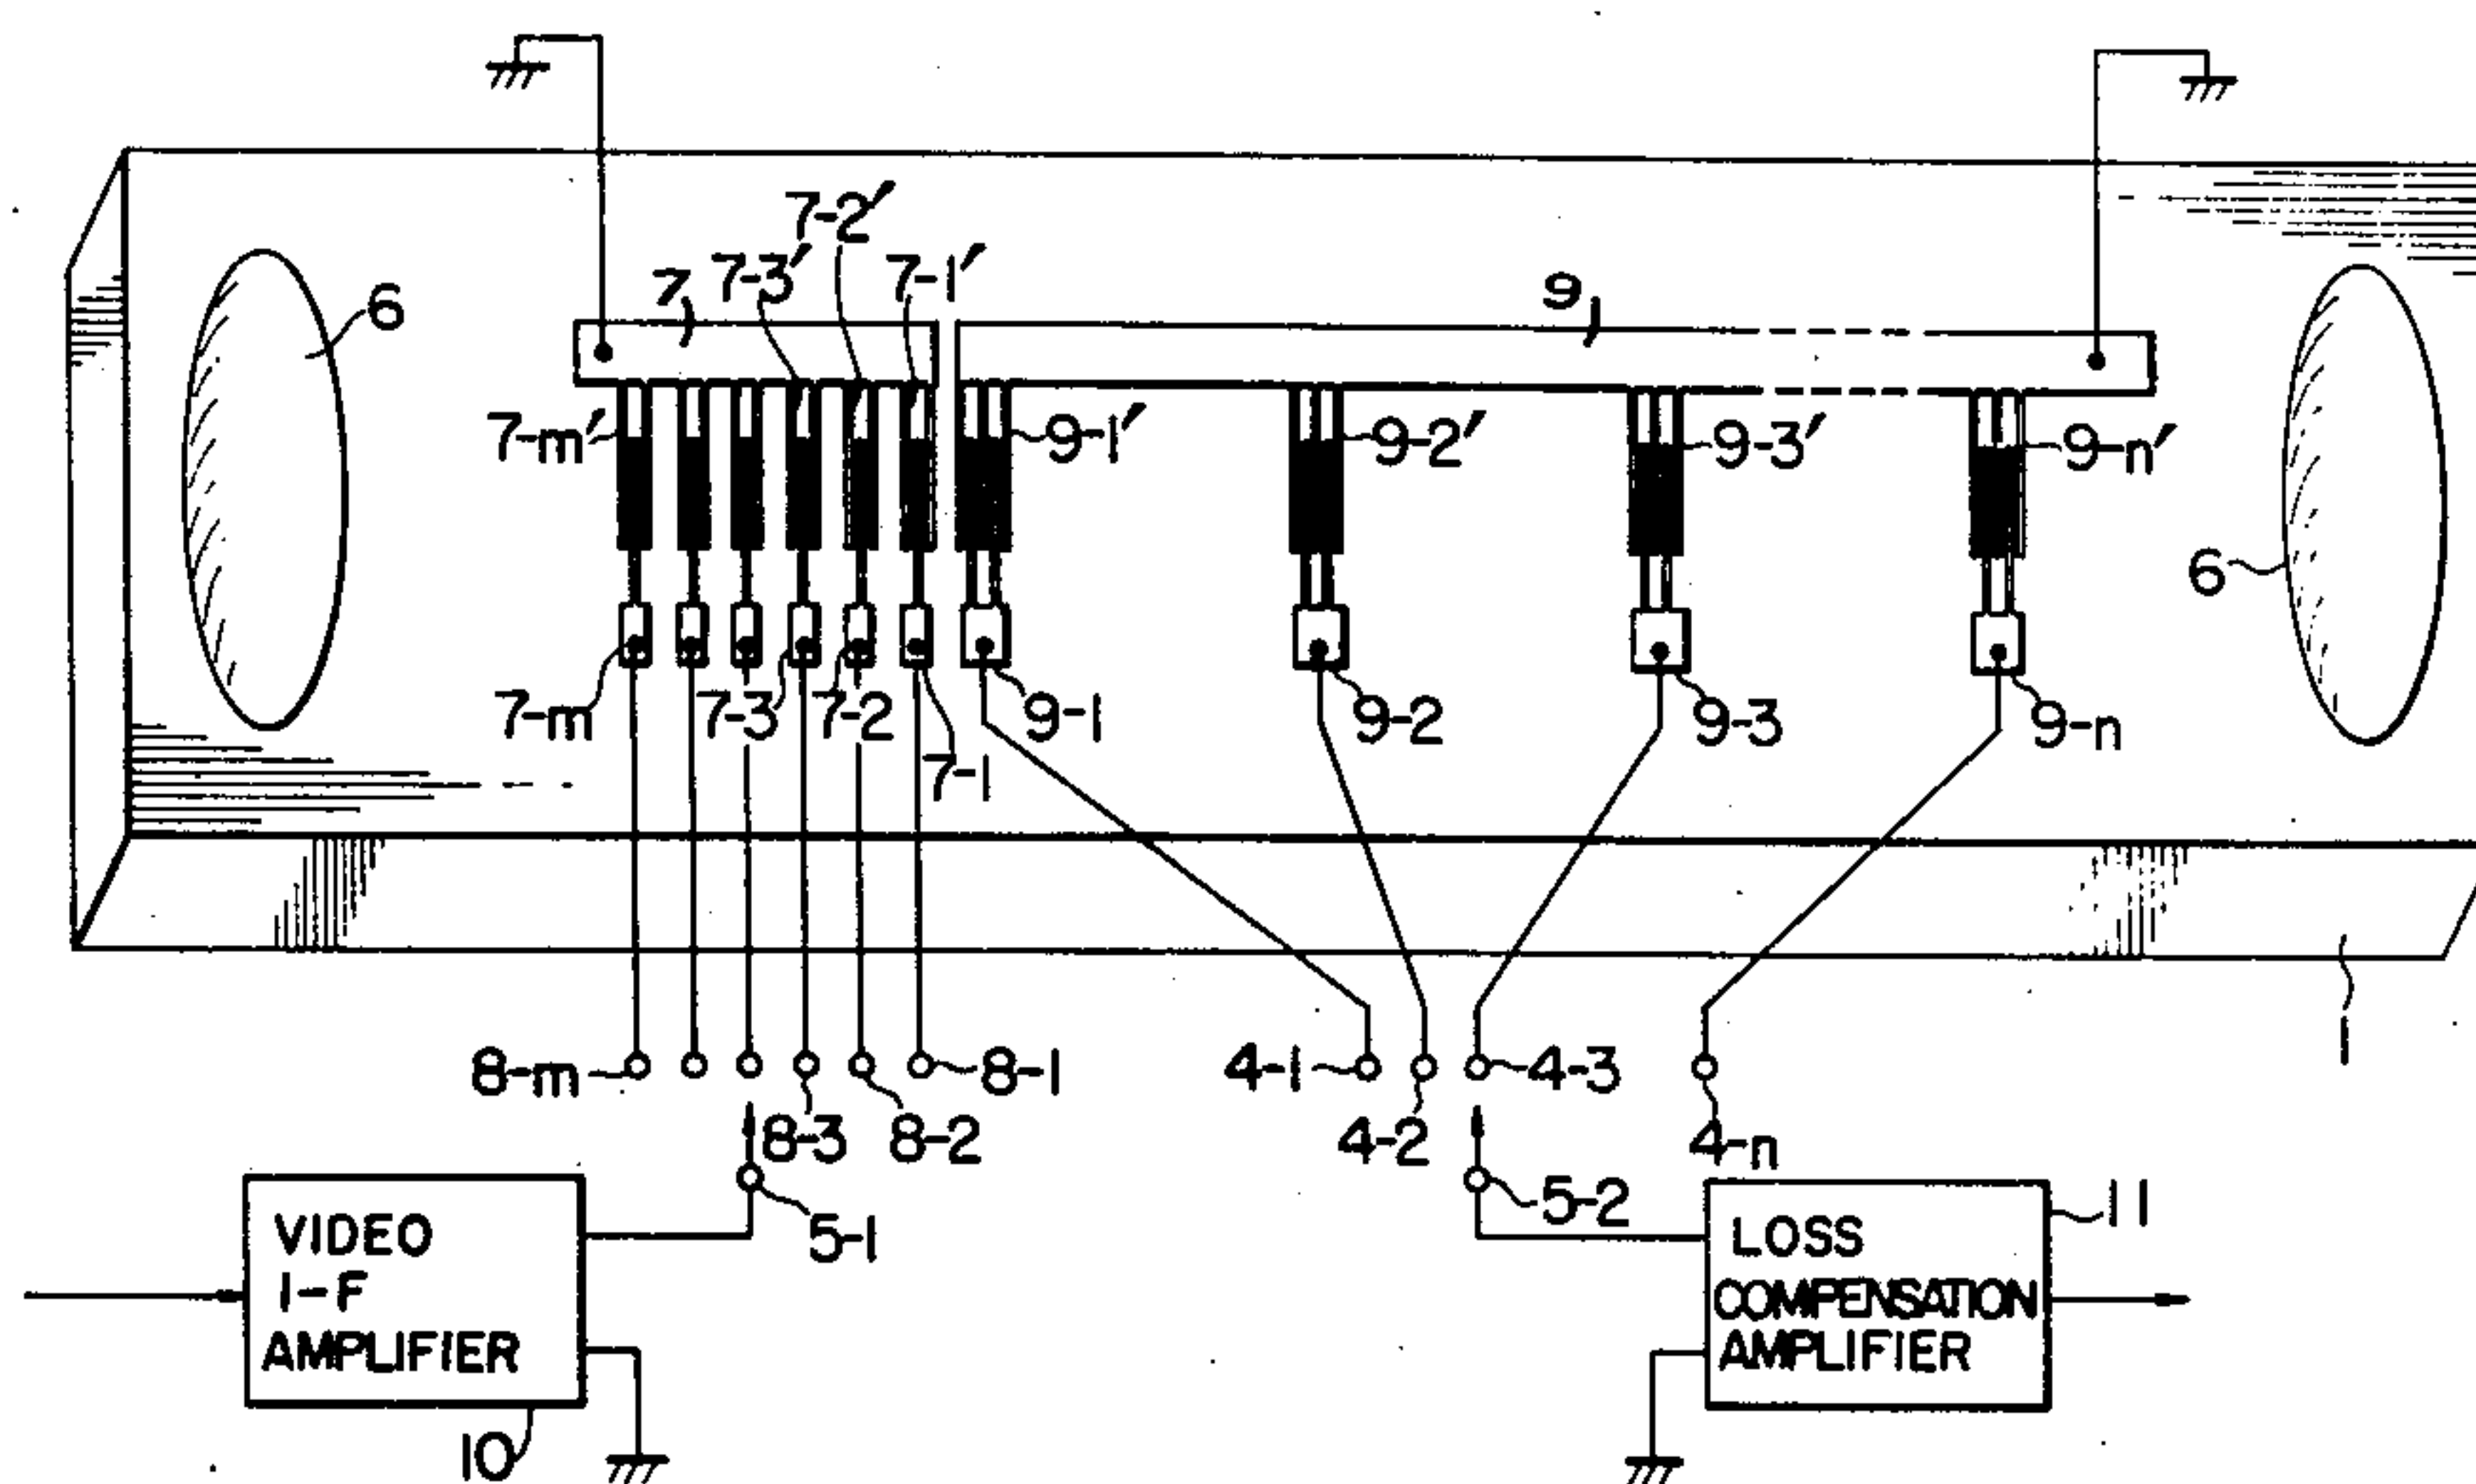 7-2'
7 7-3' 7-1' 9
6
7-m' 9-1' 9-2' 9-3' 9-n'
6
7-m 7-3 7-2 9-1 9-2 9-3 9-n
7-1
8-m 8-1 4-1 4-3 1
8-3 8-2 4-2 4-n
5-1 5-2 11
VIDEO
I-F
AMPLIFIER
10
LOSS
COMPENSATION
AMPLIFIER